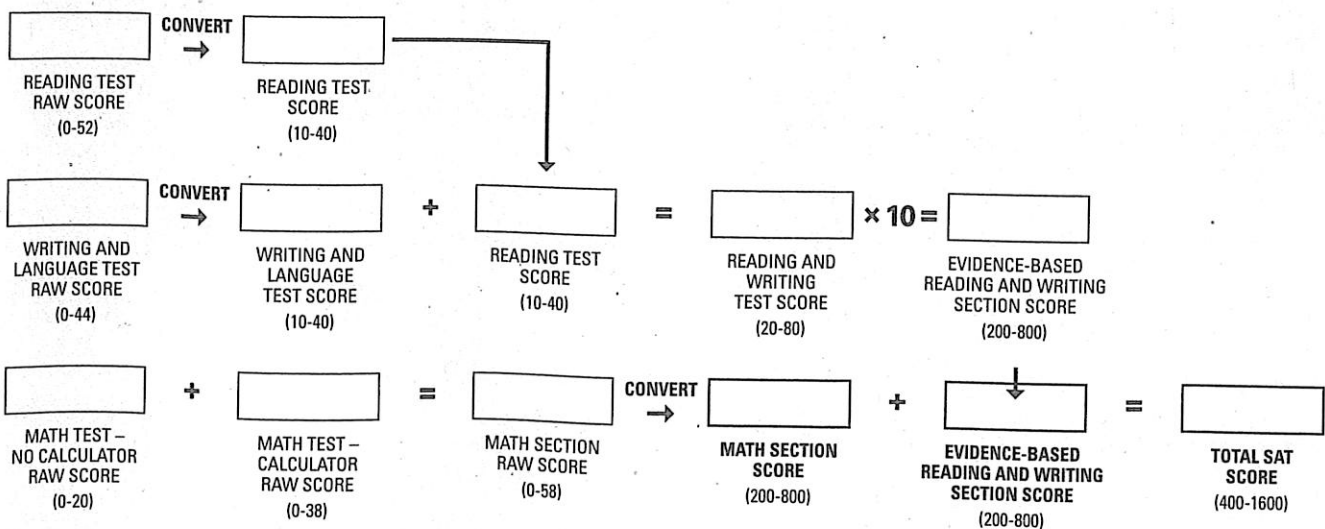 CONVERT
→
READING TEST
RAW SCORE
(0-52)
READING TEST
SCORE
(10-40)
CONVERT
→
+
=
× 10 =
WRITING AND
LANGUAGE TEST
RAW SCORE
(0-44)
WRITING AND
LANGUAGE
TEST SCORE
(10-40)
READING TEST
SCORE
(10-40)
READING AND
WRITING
TEST SCORE
(20-80)
EVIDENCE-BASED
READING AND WRITING
SECTION SCORE
(200-800)
+
=
CONVERT
→
+
=
MATH TEST –
NO CALCULATOR
RAW SCORE
(0-20)
MATH TEST –
CALCULATOR
RAW SCORE
(0-38)
MATH SECTION
RAW SCORE
(0-58)
MATH SECTION
SCORE
(200-800)
EVIDENCE-BASED
READING AND WRITING
SECTION SCORE
(200-800)
TOTAL SAT
SCORE
(400-1600)